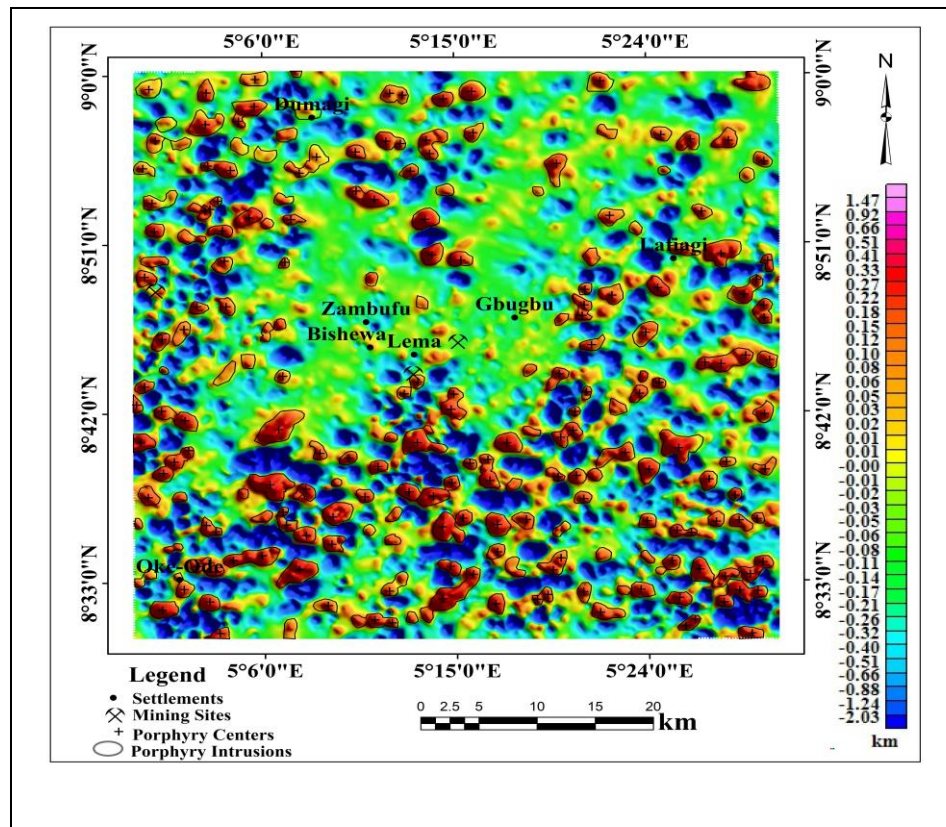 5°6'0"E 5°15'0"E 5°24'0"E
9°0'0"N
9°0'0"N
N
Dumagi
8°51'0"N
8°51'0"N
Lafiagi
Zambufu
Gbugbu
Bishewa
Lema
8°42'0"N
8°42'0"N
Oke-Ode
8°33'0"N
8°33'0"N
5°6'0"E 5°15'0"E 5°24'0"E
1.47
0.92
0.66
0.51
0.41
0.33
0.27
0.22
0.18
0.15
0.12
0.10
0.08
0.06
0.05
0.03
0.02
0.01
0.01
-0.00
-0.01
-0.02
-0.03
-0.05
-0.06
-0.08
-0.11
-0.14
-0.17
-0.21
-0.26
-0.32
-0.40
-0.51
-0.66
-0.88
-1.24
-2.03
km
Legend
Settlements
Mining Sites
Porphyry Centers
Porphyry Intrusions
0 2.5 5 10 15 20
km